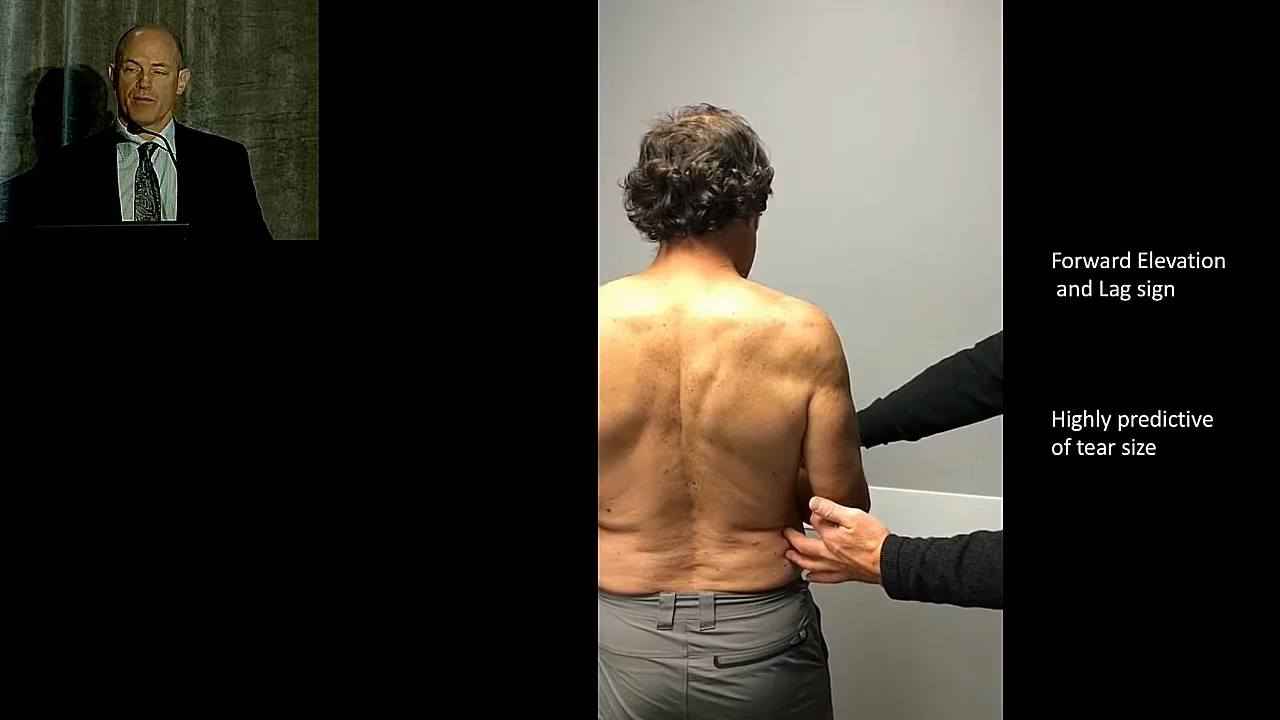 Forward Elevation
and Lag sign
Highly predictive
of tear size